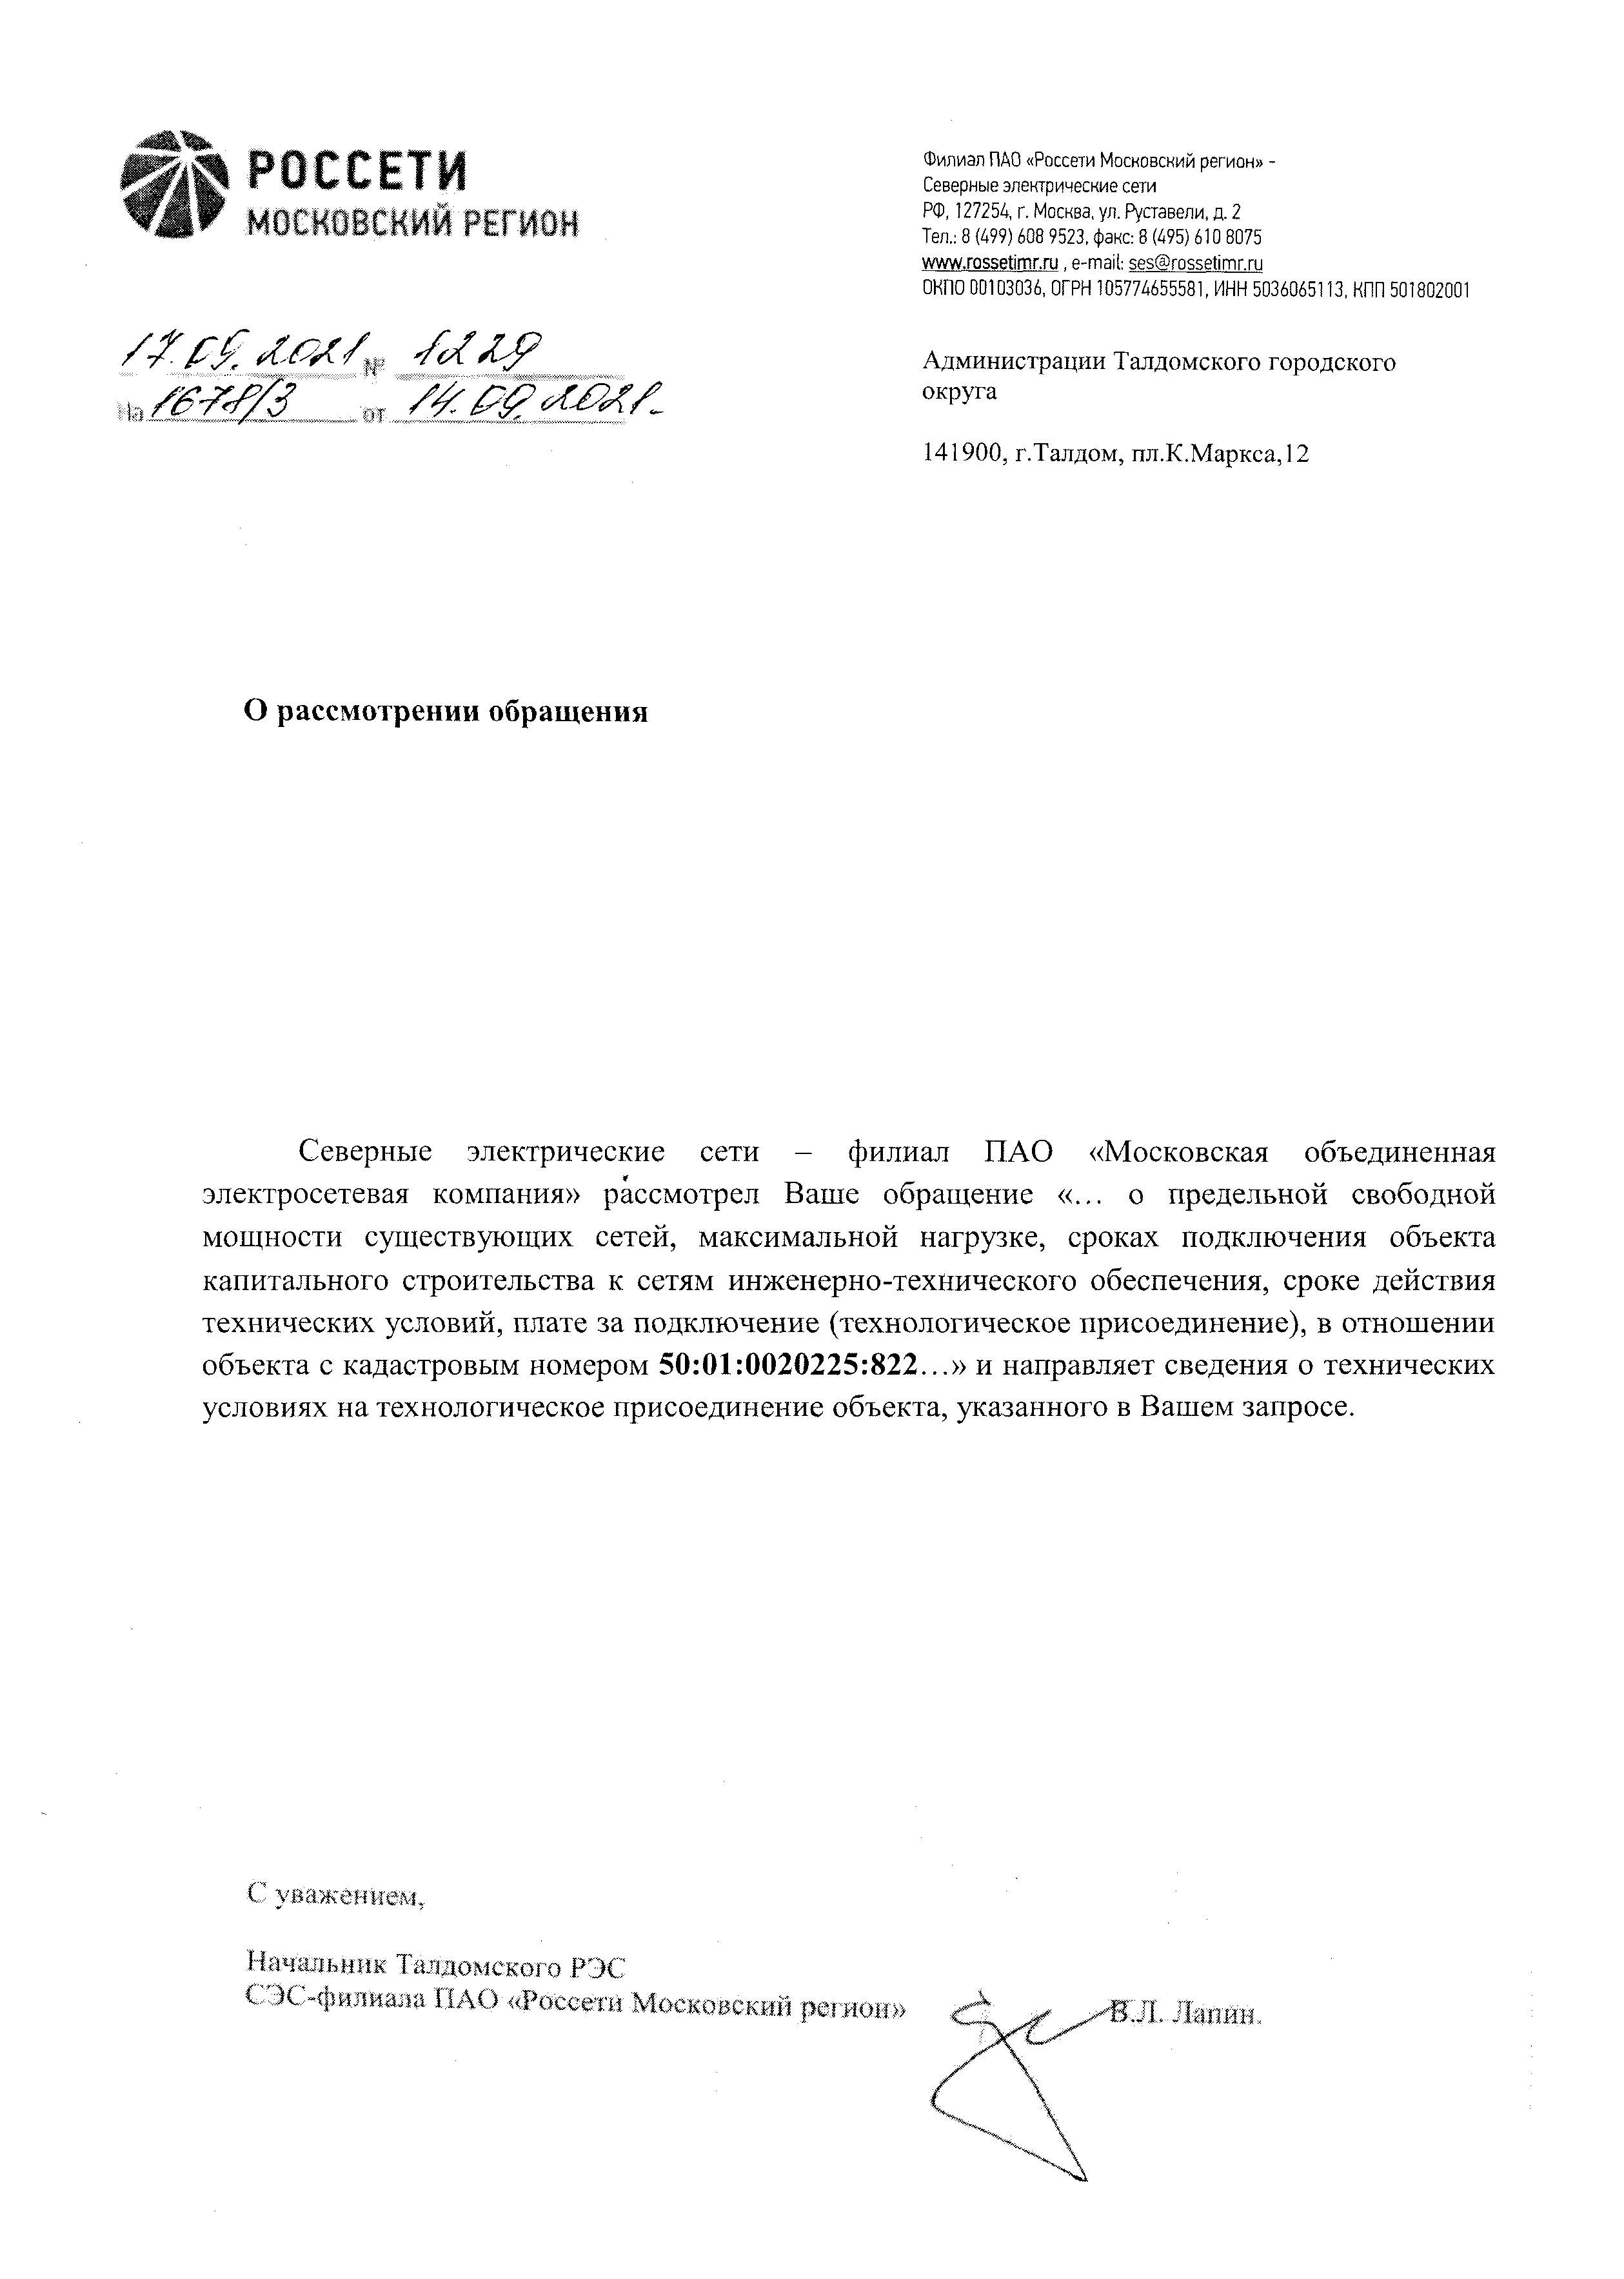 РОССЕТИ
МОСКОВСКИЙ РЕГИОН
Филиал ПАО «Россети Московский регион» -
Северные электрические сети
РФ, 127254, г. Москва, ул. Руставели, д. 2
Тел.: 8 (499) 608 9523, факс: 8 (495) 610 8075
www.rossetimr.ru , e-mail: ses@rossetimr.ru
ОКПО 00103036, ОГРН 105774655581, ИНН 5036065113, КПП 501802001
17.09.2021 № 1229
На 1678/3 от 14.09.2021.
Администрации Талдомского городского
округа
141900, г.Талдом, пл.К.Маркса,12
О рассмотрении обращения
Северные электрические сети – филиал ПАО «Московская объединенная
электросетевая компания» рассмотрел Ваше обращение «... о предельной свободной
мощности существующих сетей, максимальной нагрузке, сроках подключения объекта
капитального строительства к сетям инженерно-технического обеспечения, сроке действия
технических условий, плате за подключение (технологическое присоединение), в отношении
объекта с кадастровым номером 50:01:0020225:822...» и направляет сведения о технических
условиях на технологическое присоединение объекта, указанного в Вашем запросе.
С уважением,
Начальник Талдомского РЭС
СЭС-филиала ПАО «Россети Московский регион»
В.Л. Лапин.